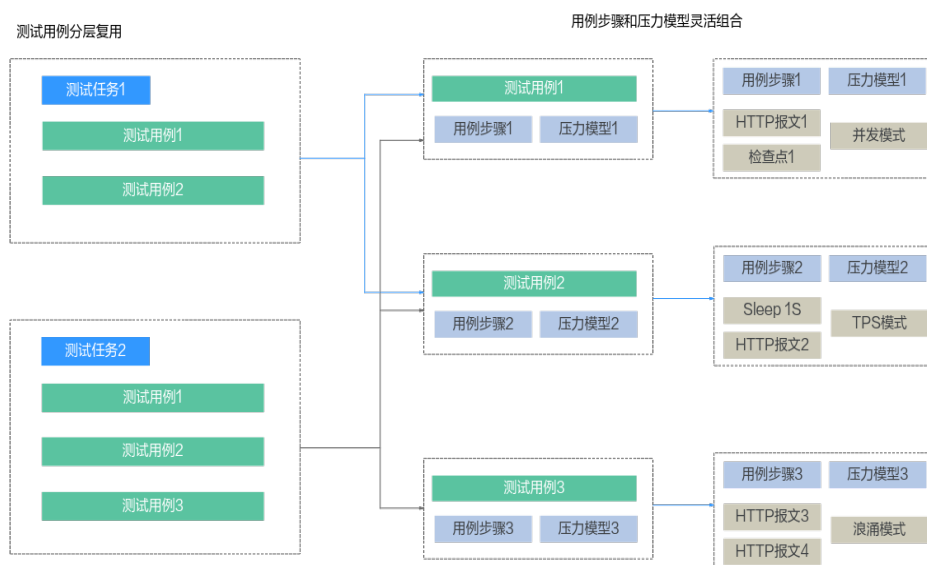 测试用例分层复用
用例步骤和压力模型灵活组合
测试任务1
测试用例1
测试用例2
测试任务2
测试用例1
测试用例2
测试用例3
测试用例1
用例步骤1 压力模型1
测试用例2
用例步骤2 压力模型2
测试用例3
用例步骤3 压力模型3
用例步骤1 压力模型1
HTTP报文1
并发模式
检查点1
用例步骤2 压力模型2
Sleep 1S
TPS模式
HTTP报文2
用例步骤3 压力模型3
HTTP报文3
浪涌模式
HTTP报文4